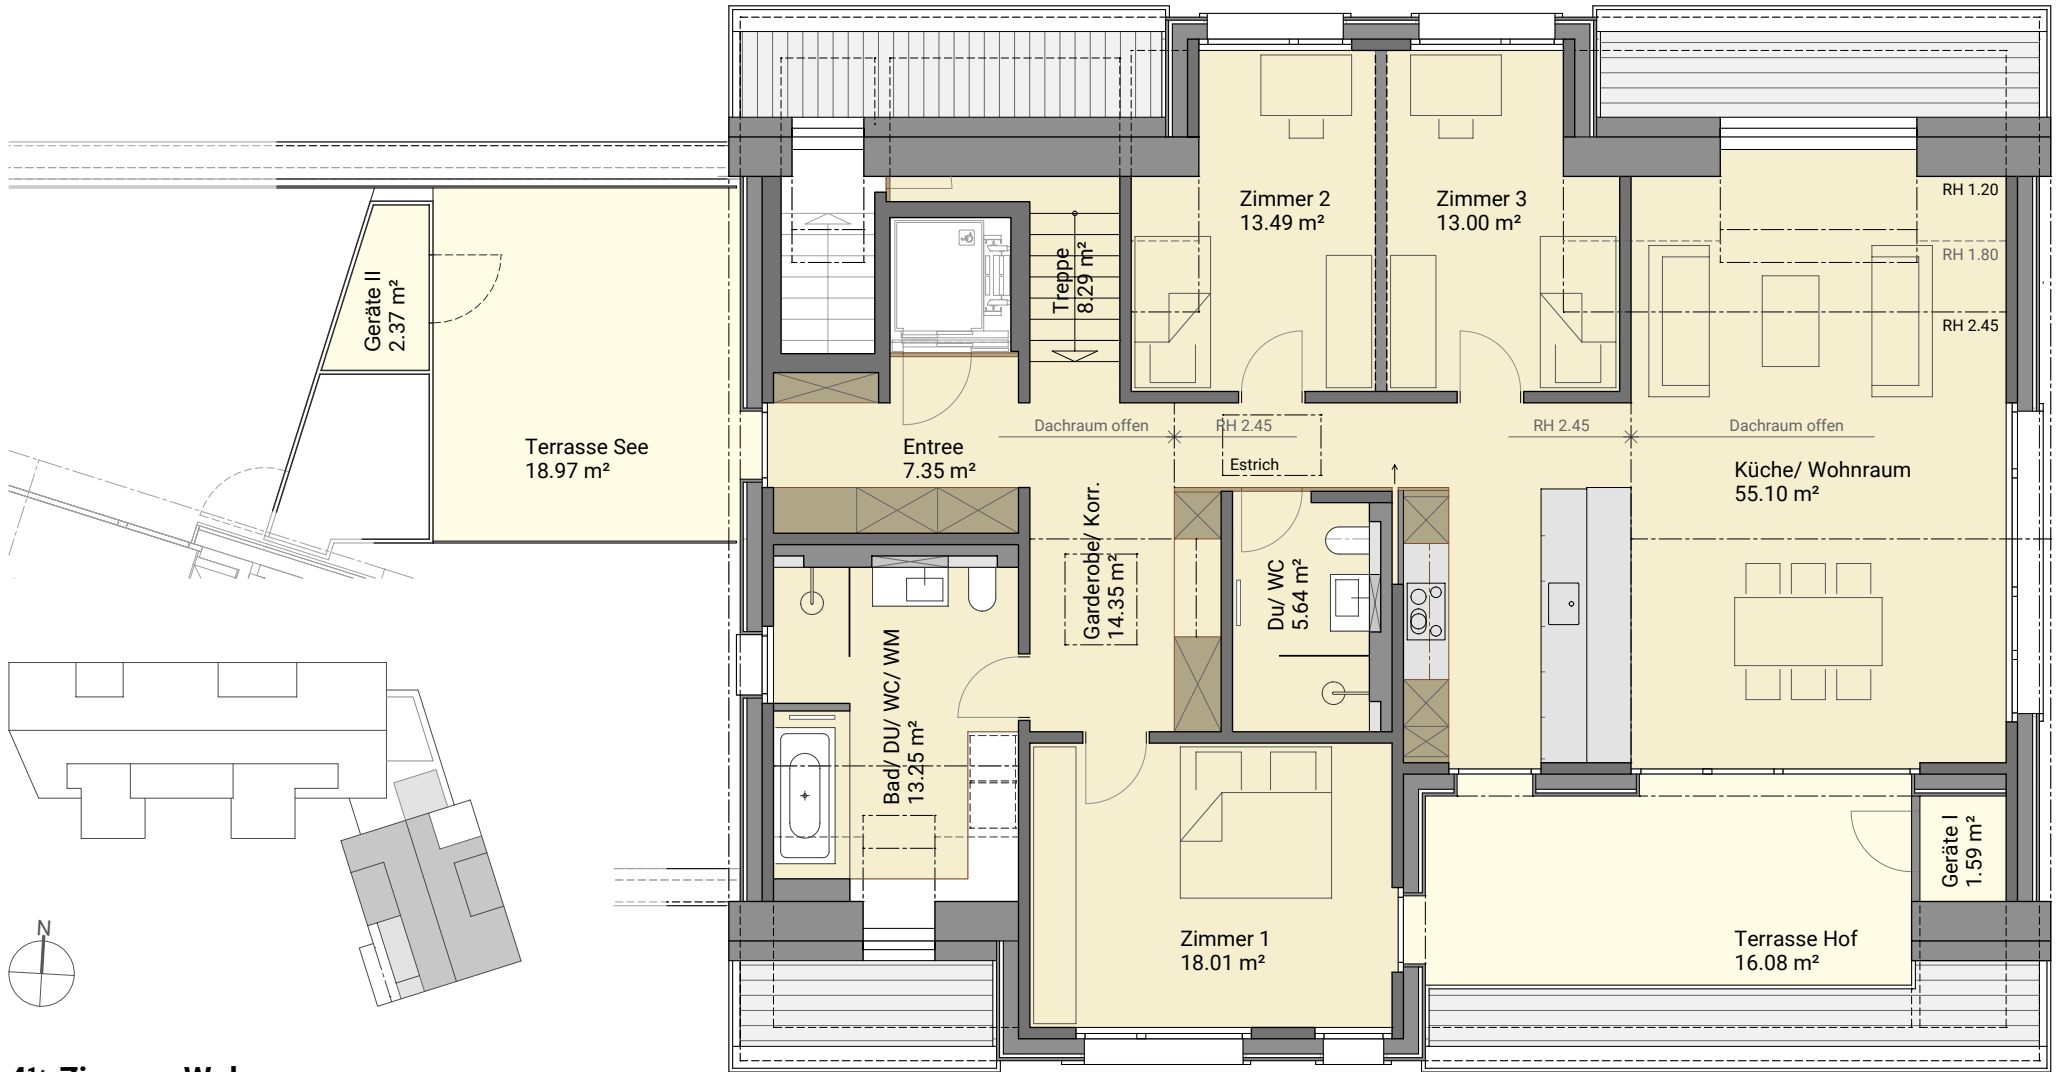 Zimmer 2
13.49 m²
Zimmer 3
13.00 m²
RH 1.20
RH 1.80
RH 2.45
Treppe
8.29 m²
Geräte II
2.37 m²
Terrasse See
18.97 m²
Entree
7.35 m²
Dachraum offen
RH 2.45
Estrich
RH 2.45
Dachraum offen
Küche/ Wohnraum
55.10 m²
Garderobe/ Korr.
14.35 m²
Du/ WC
5.64 m²
Bad/ DU/ WC/ WM
13.25 m²
Geräte I
1.59 m²
Zimmer 1
18.01 m²
Terrasse Hof
16.08 m²
N